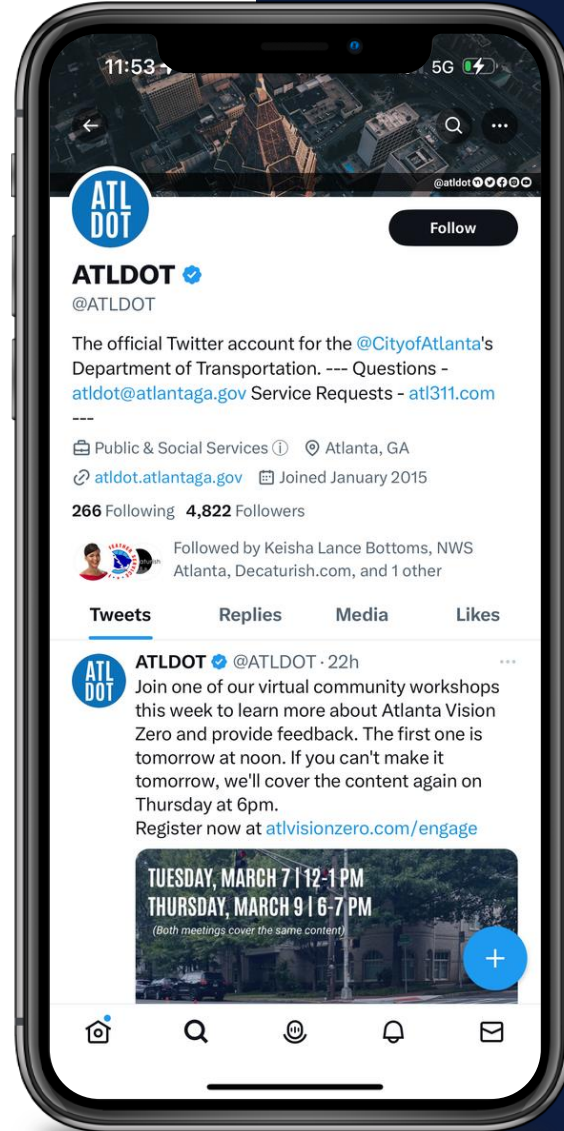 11:53
5G
@atldot
ATL
DOT
Follow
ATLDOT
@ATLDOT
The official Twitter account for the @CityofAtlanta's
Department of Transportation. --- Questions -
atldot@atlantaga.gov Service Requests - atl311.com
---
Public & Social Services Atlanta, GA
atldot.atlantaga.gov Joined January 2015
266 Following 4,822 Followers
Followed by Keisha Lance Bottoms, NWS
Atlanta, Decaturish.com, and 1 other
Tweets Replies Media Likes
ATL
DOT
ATLDOT @ATLDOT · 22h
Join one of our virtual community workshops
this week to learn more about Atlanta Vision
Zero and provide feedback. The first one is
tomorrow at noon. If you can't make it
tomorrow, we'll cover the content again on
Thursday at 6pm.
Register now at atlvisionzero.com/engage
TUESDAY, MARCH 7 | 12-1 PM
THURSDAY, MARCH 9 | 6-7 PM
(Both meetings cover the same content)